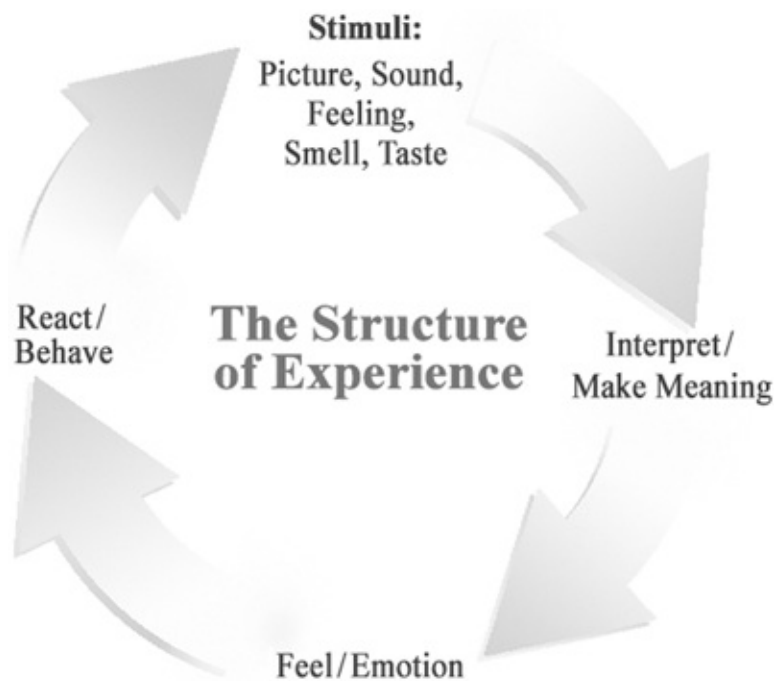 Stimuli:
Picture, Sound,
Feeling,
Smell, Taste
The Structure
of Experience
Interpret/
Make Meaning
Feel/Emotion
React/
Behave